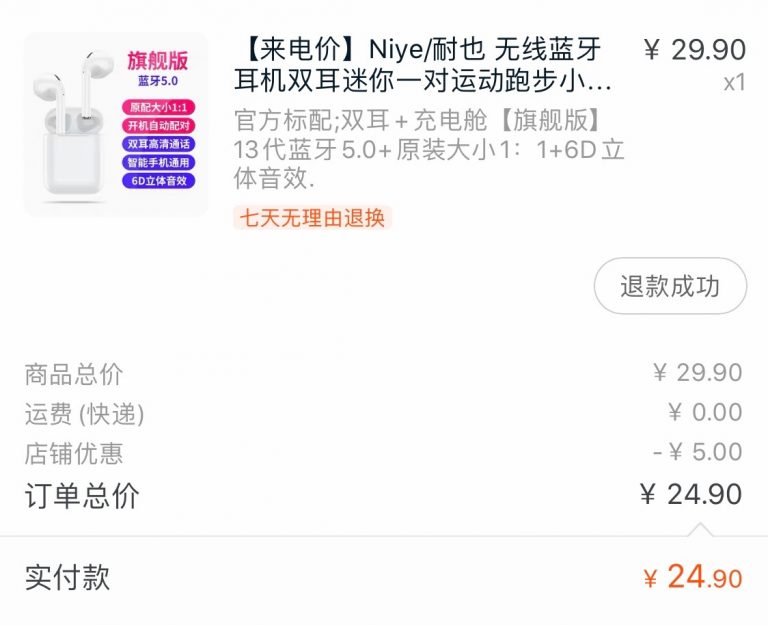 旗舰版
蓝牙5.0
原配大小1:1
开机自动配对
双耳高清通话
智能手机通用
6D立体音效
【来电价】Niye/耐也 无线蓝牙
耳机双耳迷你一对运动跑步小...
¥ 29.90
x1
官方标配;双耳+充电舱【旗舰版】
13代蓝牙5.0+原装大小1：1+6D立
体音效.
七天无理由退换
退款成功
商品总价 ¥ 29.90
运费 (快递) ¥ 0.00
店铺优惠 -¥ 5.00
订单总价 ¥ 24.90
实付款 ¥ 24.90